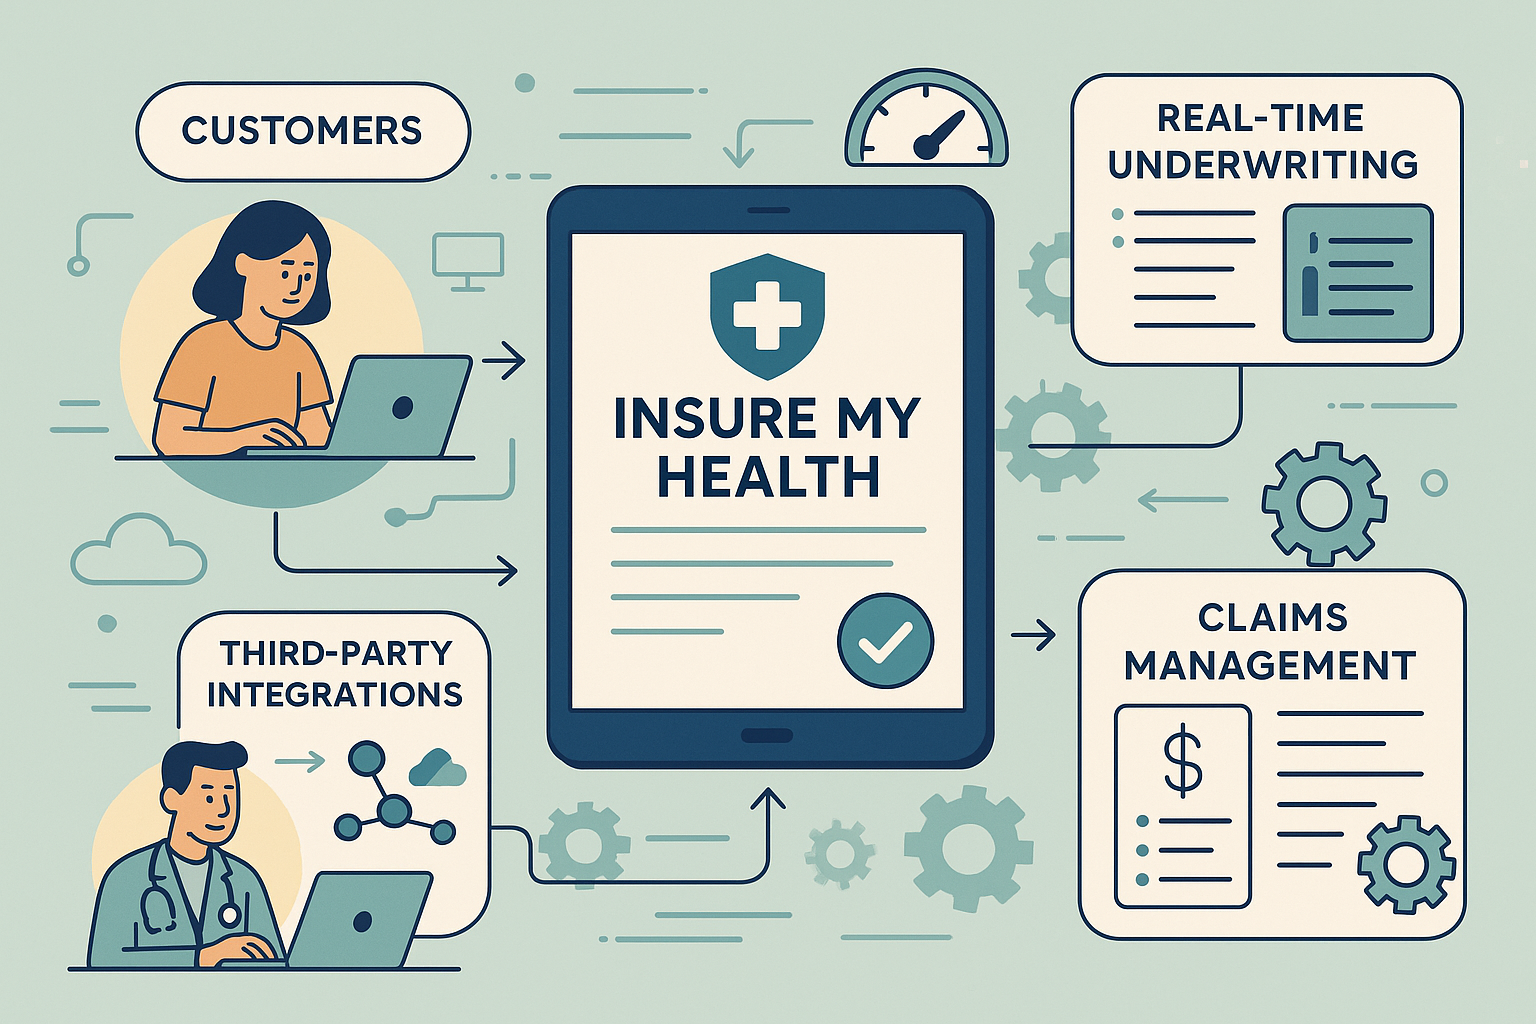 CUSTOMERS
REAL-TIME
UNDERWRITING
INSURE MY
HEALTH
THIRD-PARTY
INTEGRATIONS
CLAIMS
MANAGEMENT
$